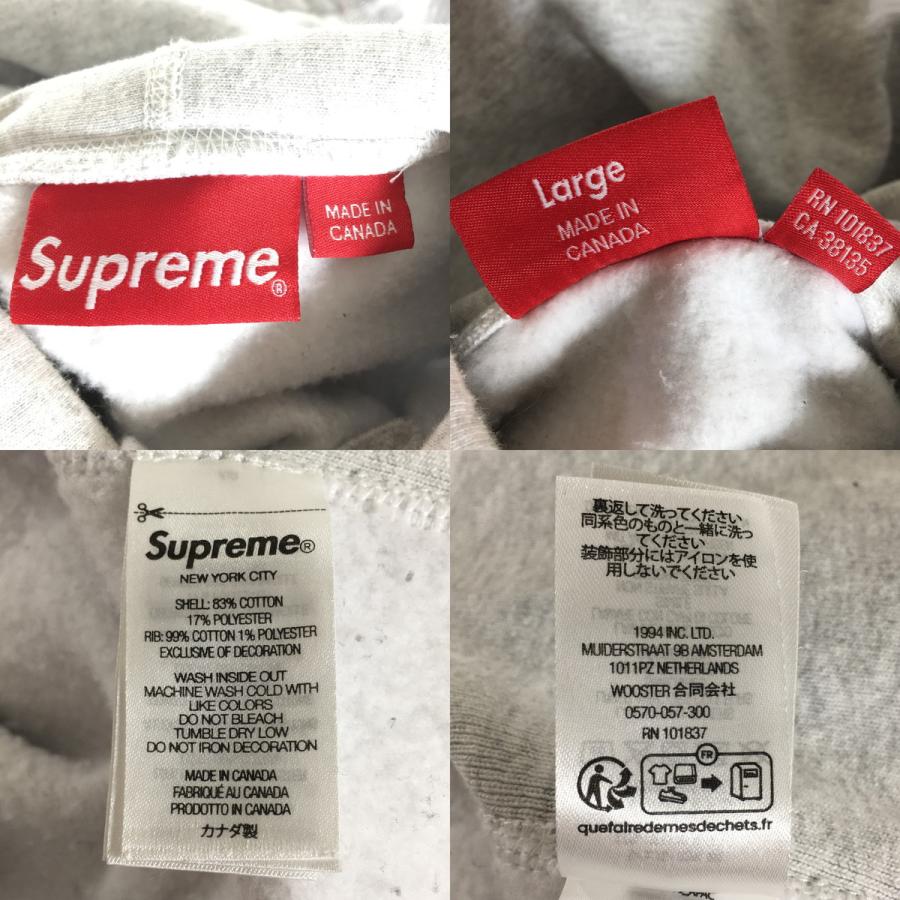 Supreme®
MADE IN
CANADA
Large
MADE IN
CANADA
RN 101837
CA 38135
Supreme®
NEW YORK CITY
SHELL: 83% COTTON
17% POLYESTER
RIB: 99% COTTON 1% POLYESTER
EXCLUSIVE OF DECORATION
WASH INSIDE OUT
MACHINE WASH COLD WITH
LIKE COLORS
DO NOT BLEACH
TUMBLE DRY LOW
DO NOT IRON DECORATION
MADE IN CANADA
FABRIQUÉ AU CANADA
PRODOTTO IN CANADA
カナダ製
裏返して洗ってください
同系色のものと一緒に洗っ
てください
装飾部分にはアイロンを使
用しないでください
1994 INC. LTD.
MUIDERSTRAAT 9B AMSTERDAM
1011PZ NETHERLANDS
WOOSTER 合同会社
0570-057-300
RN 101837
FR
quefairedemesdechets.fr